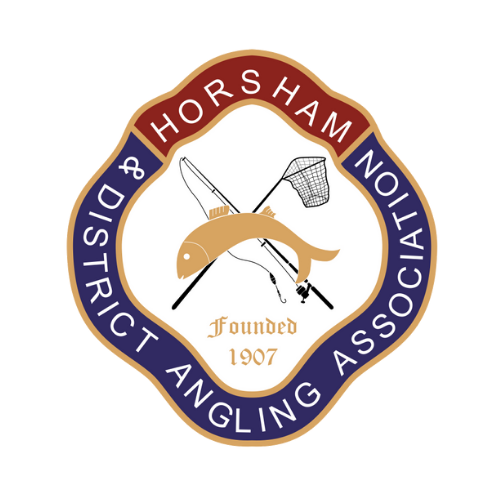 HORSHAM
& DISTRICT ANGLING ASSOCIATION
Founded
1907